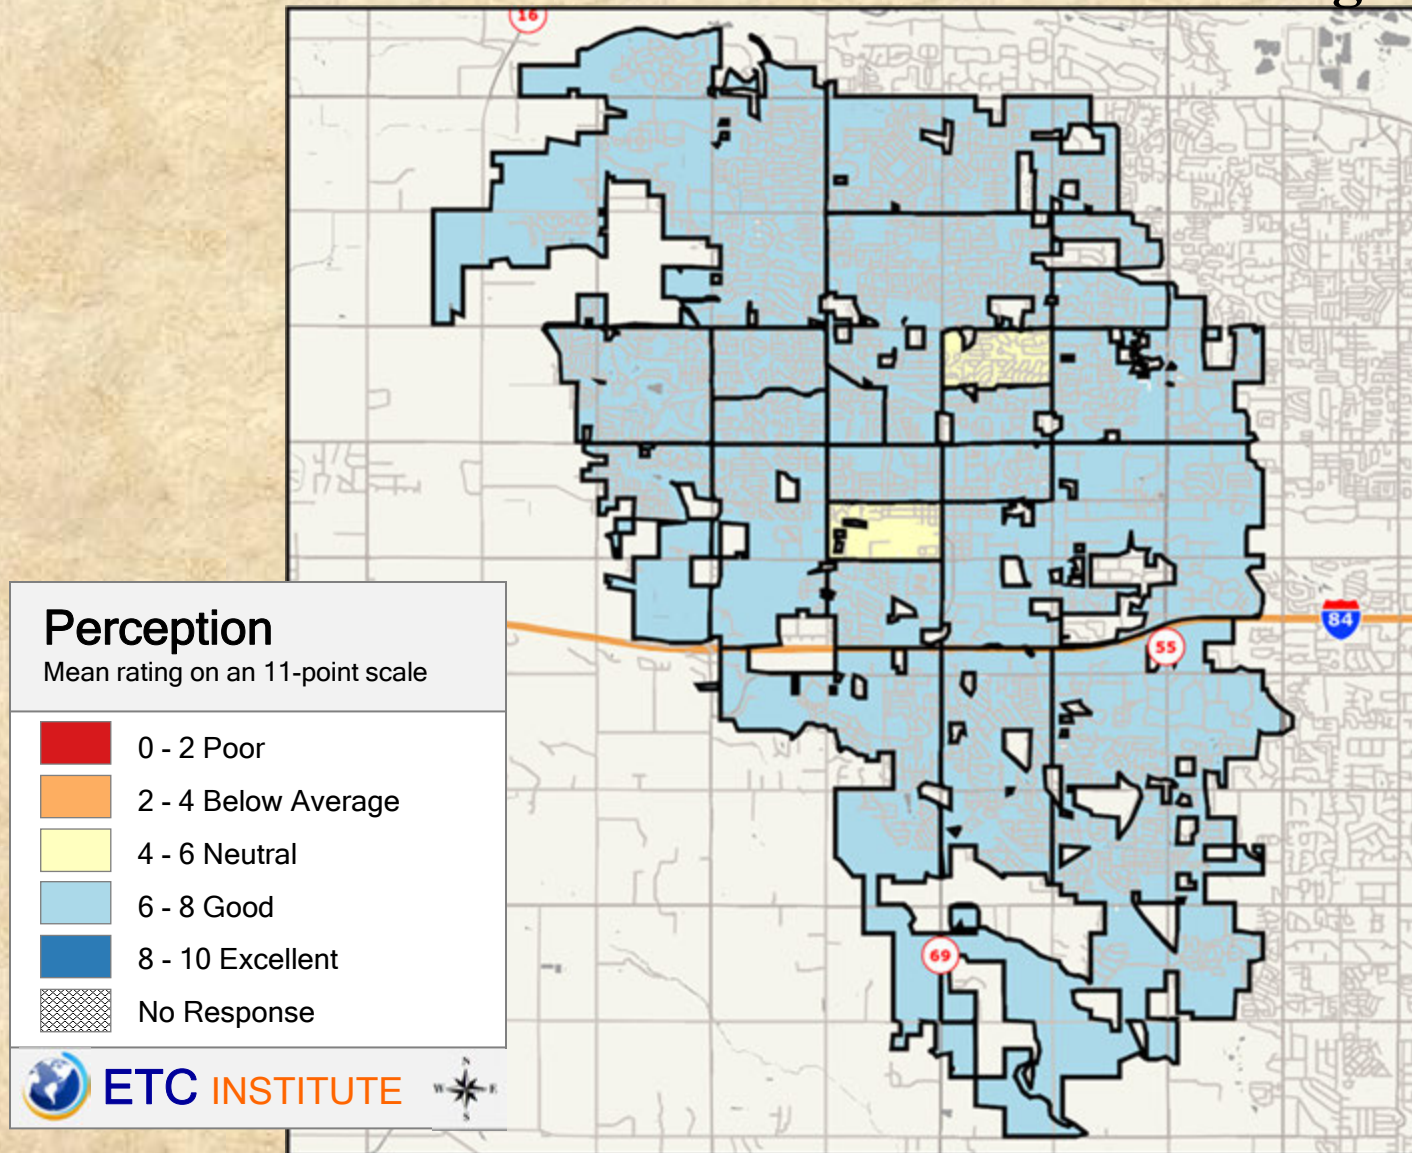 16
84
55
69
Perception
Mean rating on an 11-point scale
0 - 2 Poor
2 - 4 Below Average
4 - 6 Neutral
6 - 8 Good
8 - 10 Excellent
No Response
ETC INSTITUTE
N
W E
S